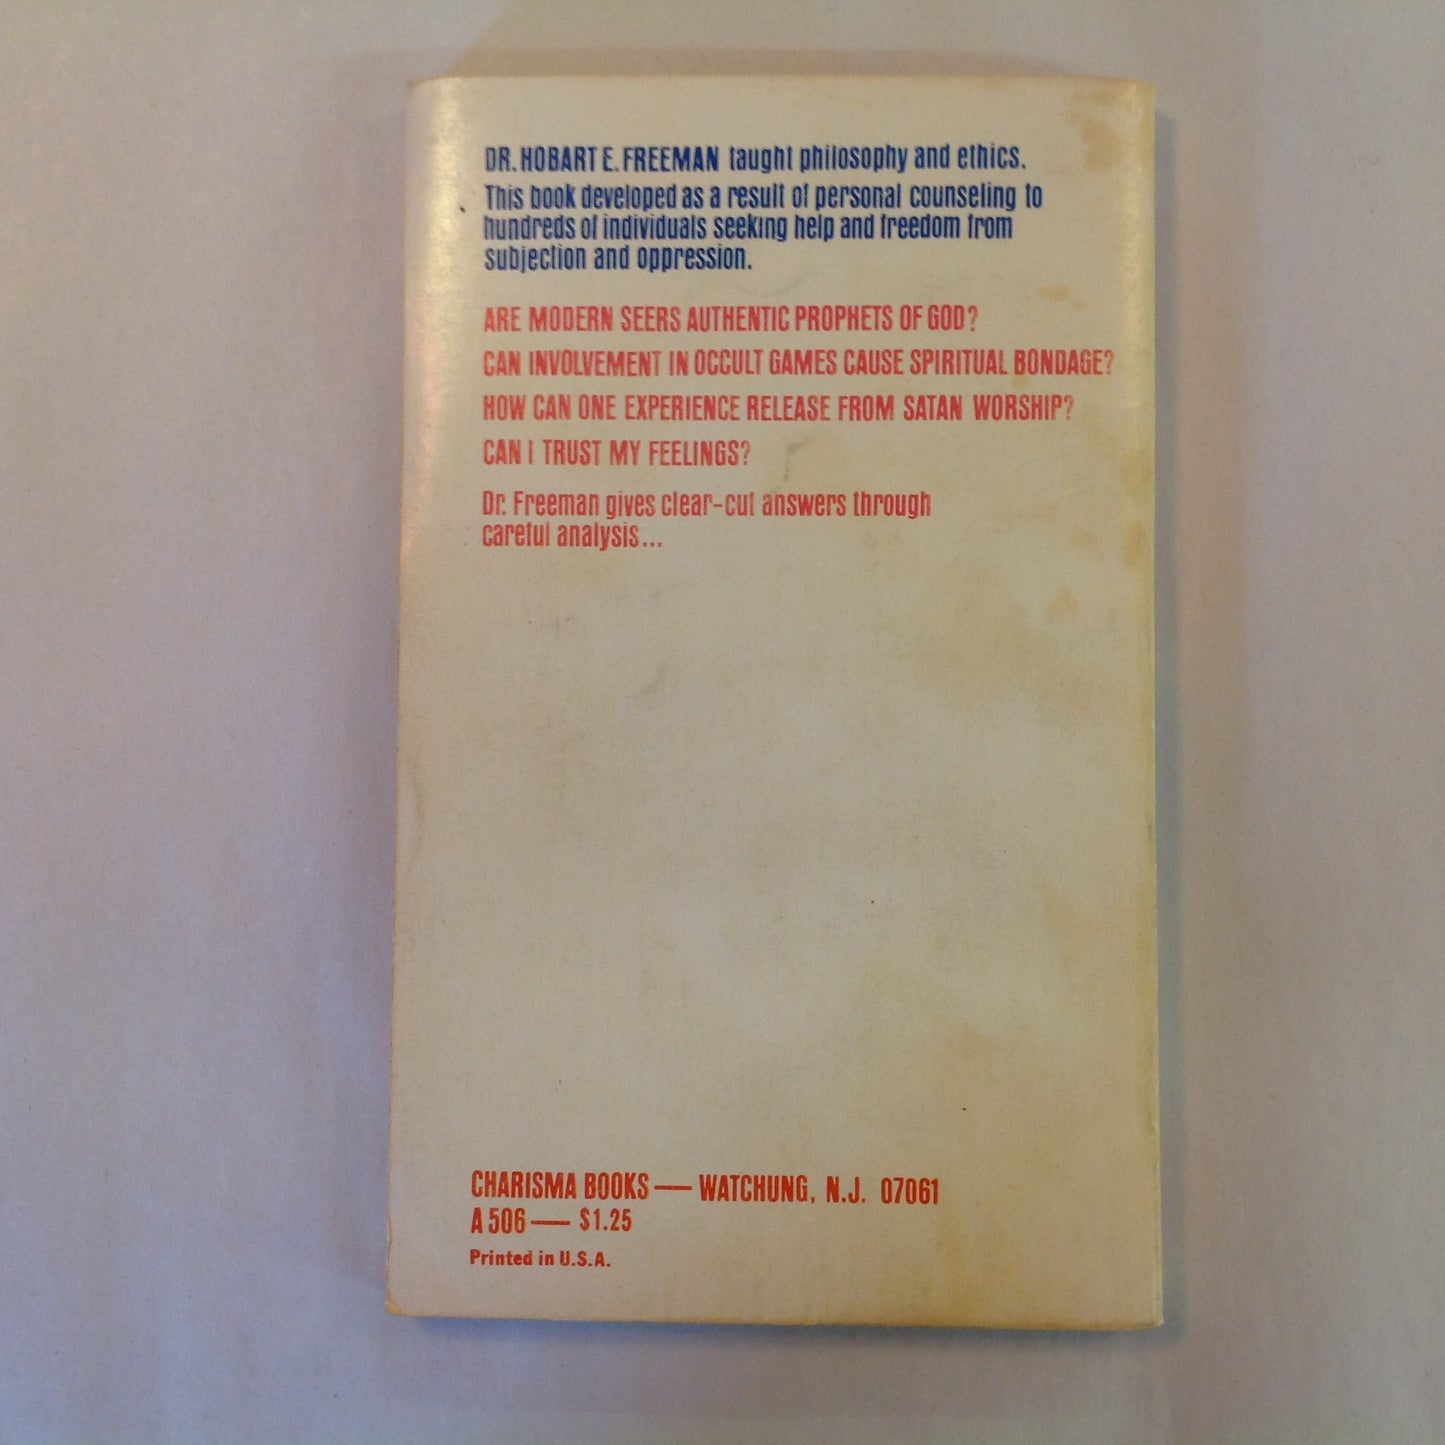 DR. HOBART E. FREEMAN taught philosophy and ethics.
This book developed as a result of personal counseling to
hundreds of individuals seeking help and freedom from
subjection and oppression.
ARE MODERN SEERS AUTHENTIC PROPHETS OF GOD?
CAN INVOLVEMENT IN OCCULT GAMES CAUSE SPIRITUAL BONDAGE?
HOW CAN ONE EXPERIENCE RELEASE FROM SATAN WORSHIP?
CAN I TRUST MY FEELINGS?
Dr. Freeman gives clear-cut answers through
careful analysis...
CHARISMA BOOKS — WATCHUNG, N.J. 07061
A 506 — $1.25
Printed in U.S.A.